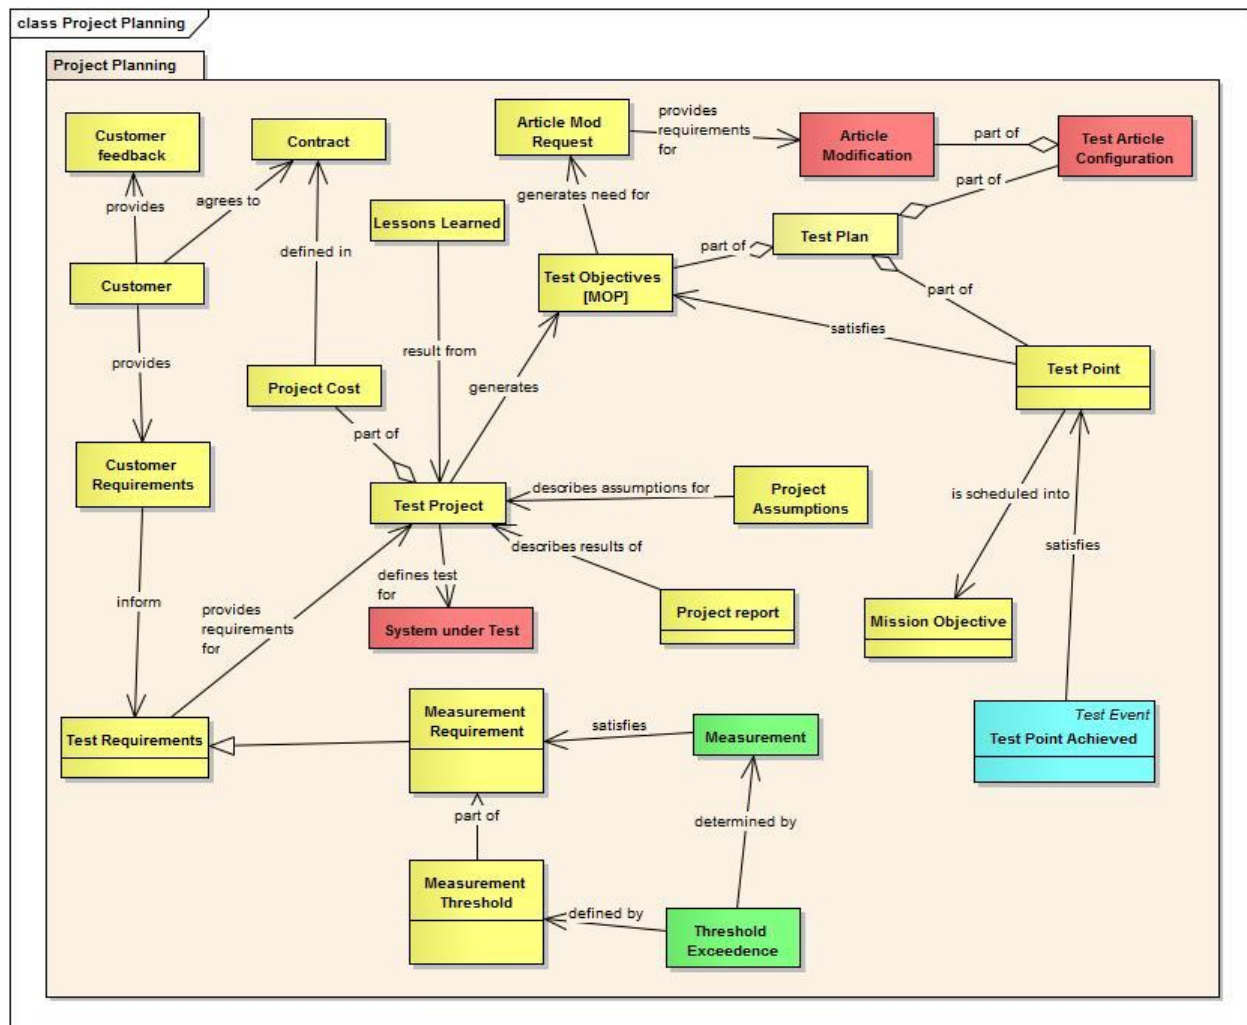 class Project Planning
Project Planning
Customer
feedback
Contract
Article Mod
Request
provides
requirements
for
Article
Modification
part of
Test Article
Configuration
provides
agrees to
Lessons Learned
generates need for
part of
Test Plan
defined in
part of
Customer
Test Objectives
[MOP]
part of
satisfies
provides
result from
Project Cost
generates
Test Point
part of
Customer
Requirements
Test Project
describes assumptions for
Project
Assumptions
is scheduled into
describes results of
satisfies
defines test
for
inform
provides
requirements
for
System under Test
Project report
Mission Objective
Measurement
Requirement
satisfies
Measurement
Test Event
Test Point Achieved
Test Requirements
part of
determined by
Measurement
Threshold
defined by
Threshold
Exceedence